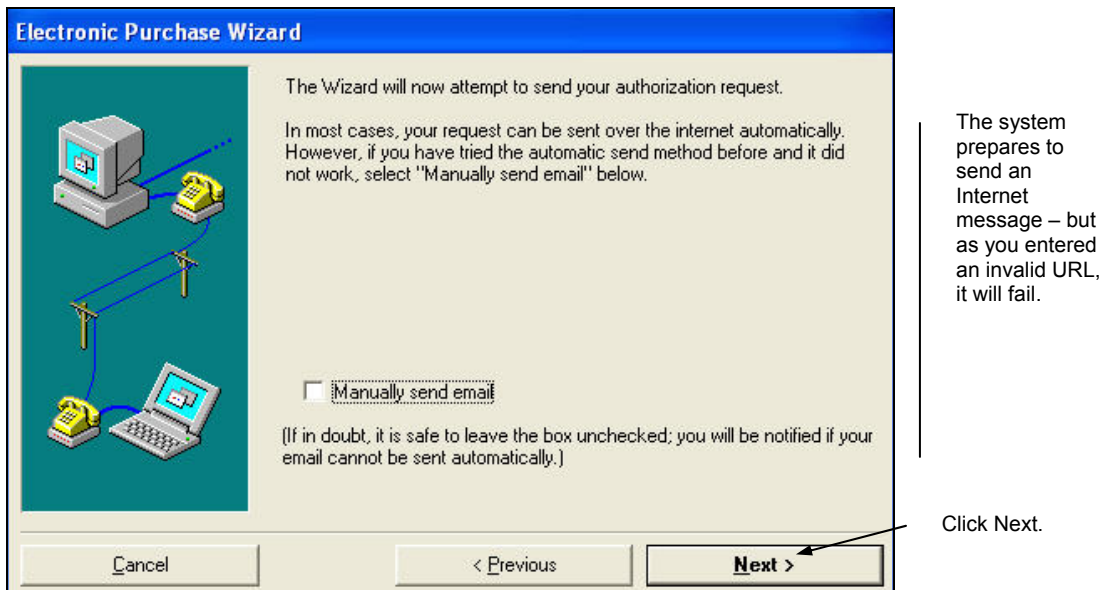 Electronic Purchase Wizard
The Wizard will now attempt to send your authorization request.
In most cases, your request can be sent over the internet automatically.
However, if you have tried the automatic send method before and it did
not work, select "Manually send email" below.
Manually send email
(If in doubt, it is safe to leave the box unchecked; you will be notified if your
email cannot be sent automatically.)
Cancel
< Previous
Next >
The system
prepares to
send an
Internet
message – but
as you entered
an invalid URL,
it will fail.
Click Next.